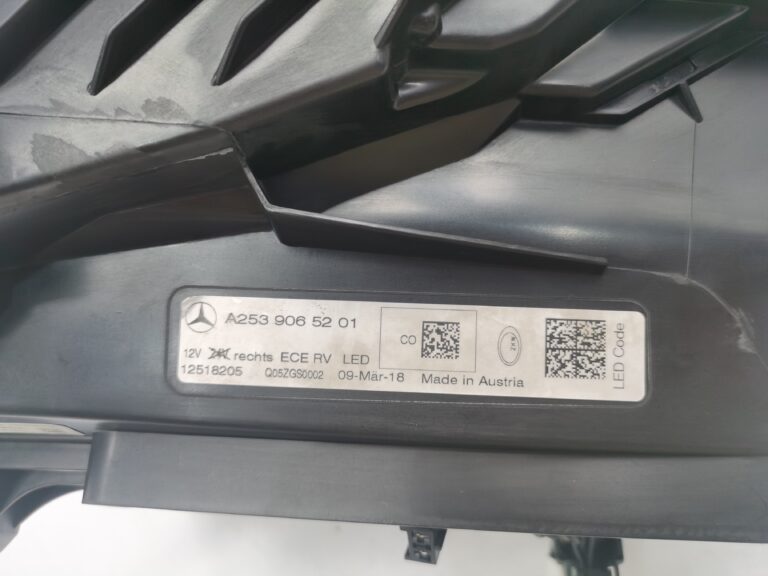 A253 906 52 01
CO
ZKW
12V rechts ECE RV LED
12518205 Q05ZGS0002 09-Mar-18 Made in Austria
LED Code